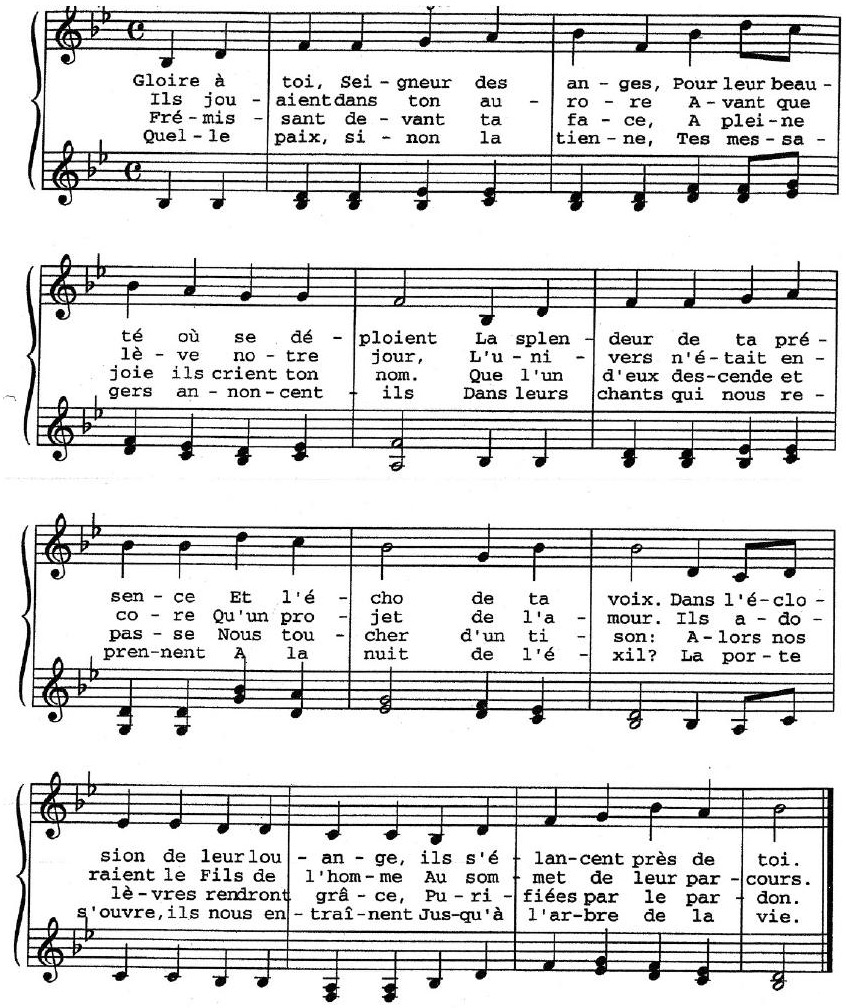 Gloire à toi, Sei - gneur des an - ges, Pour leur beau -
Ils jou - aient dans ton au - ro - re A - vant que
Fré - mis - sant de - vant ta fa - ce, A plei - ne
Quel - le paix, si - non la tien - ne, Tes mes - sa -
té où se dé - ploient La splen - deur de ta pré -
lè - ve no - tre jour, L'u - ni - vers n'é - tait en -
joie ils crient ton nom. Que l'un d'eux des - cende et
gers an - non - cent - ils Dans leurs chants qui nous re -
sen - ce Et l'é - cho de ta voix. Dans l'é - clo -
co - re Qu'un pro - jet de l'a - mour. Ils a - do -
pas - se Nous tou - cher d'un ti - son: A - lors nos
pren - nent A la nuit de l'é - xil? La por - te
sion de leur lou - an - ge, ils s'é - lan - cent près de toi.
raient le Fils de l'hom - me Au som - met de leur par - cours.
lè - vres rendront grâ - ce, Pu - ri - fiées par le par - don.
s'ouvre, ils nous en - traî - nent Jus - qu'à l'ar - bre de la vie.